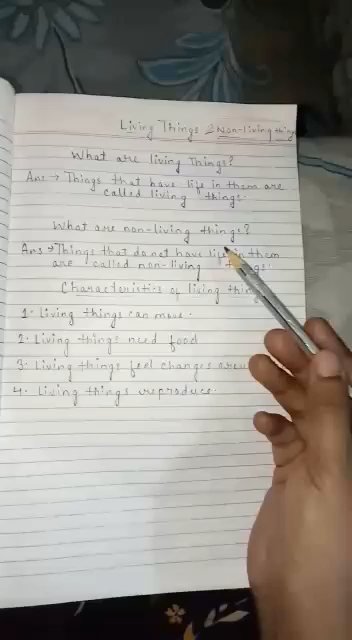 Living Things & Non-living thing
What are living Things?
Ans → Things that have life in them are
called living things.
What are non-living things?
Ans → Things that do not have life in them
are called non-living things.
Characteristics of living
1. Living things can move.
2. Living things need food
3. Living things feel changes
4. Living things reproduce.